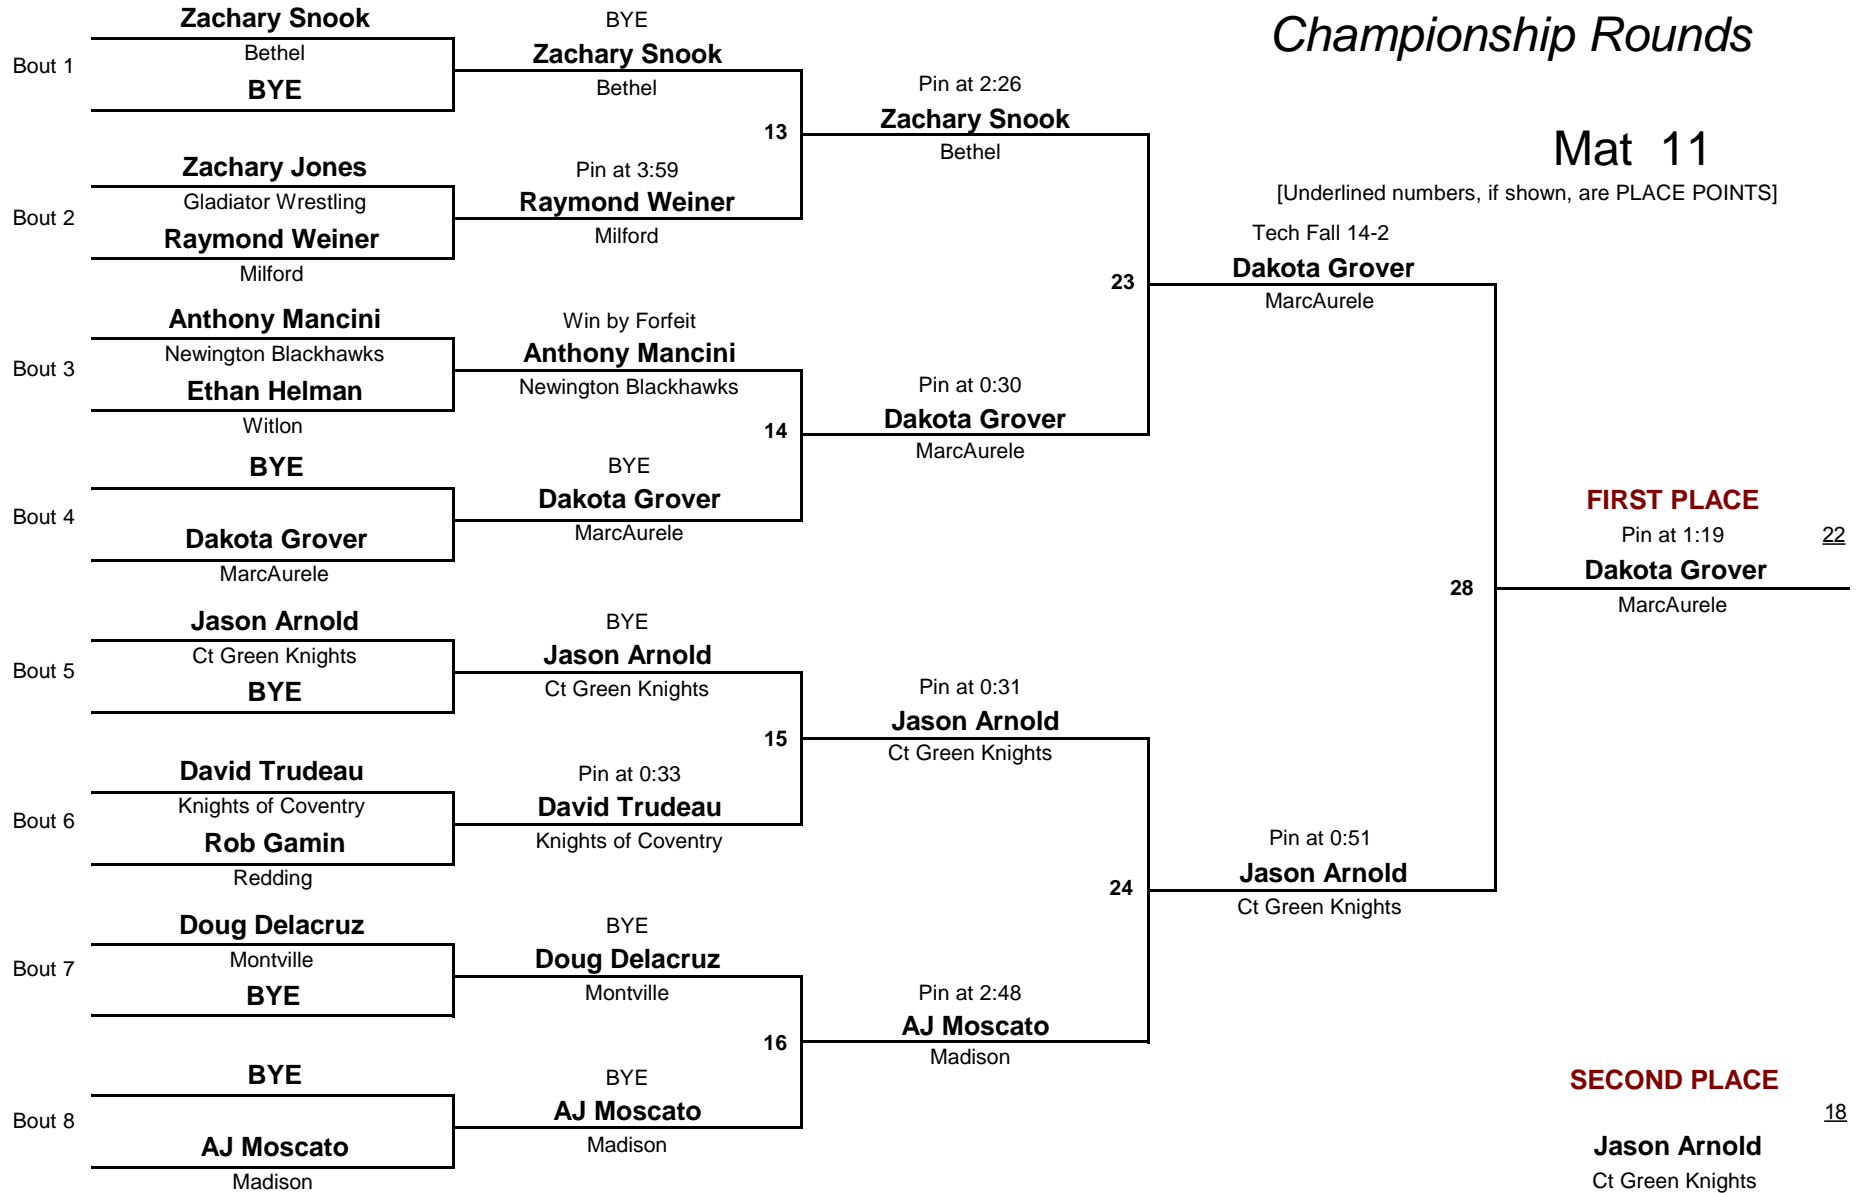 Championship Rounds
Mat 11
[Underlined numbers, if shown, are PLACE POINTS]
Bout 1
Zachary Snook
Bethel
BYE
Bout 2
Zachary Jones
Gladiator Wrestling
Raymond Weiner
Milford
Bout 3
Anthony Mancini
Newington Blackhawks
Ethan Helman
Witlon
Bout 4
BYE
Dakota Grover
MarcAurele
Bout 5
Jason Arnold
Ct Green Knights
BYE
Bout 6
David Trudeau
Knights of Coventry
Rob Gamin
Redding
Bout 7
Doug Delacruz
Montville
BYE
Bout 8
BYE
AJ Moscato
Madison
BYE
Zachary Snook
Bethel
13
Pin at 3:59
Raymond Weiner
Milford
Win by Forfeit
Anthony Mancini
Newington Blackhawks
14
BYE
Dakota Grover
MarcAurele
BYE
Jason Arnold
Ct Green Knights
15
Pin at 0:33
David Trudeau
Knights of Coventry
BYE
Doug Delacruz
Montville
16
BYE
AJ Moscato
Madison
Pin at 2:26
Zachary Snook
Bethel
23
Pin at 0:30
Dakota Grover
MarcAurele
Pin at 0:31
Jason Arnold
Ct Green Knights
24
Pin at 2:48
AJ Moscato
Madison
Tech Fall 14-2
Dakota Grover
MarcAurele
28
Pin at 0:51
Jason Arnold
Ct Green Knights
FIRST PLACE
Pin at 1:19
22
Dakota Grover
MarcAurele
SECOND PLACE
18
Jason Arnold
Ct Green Knights